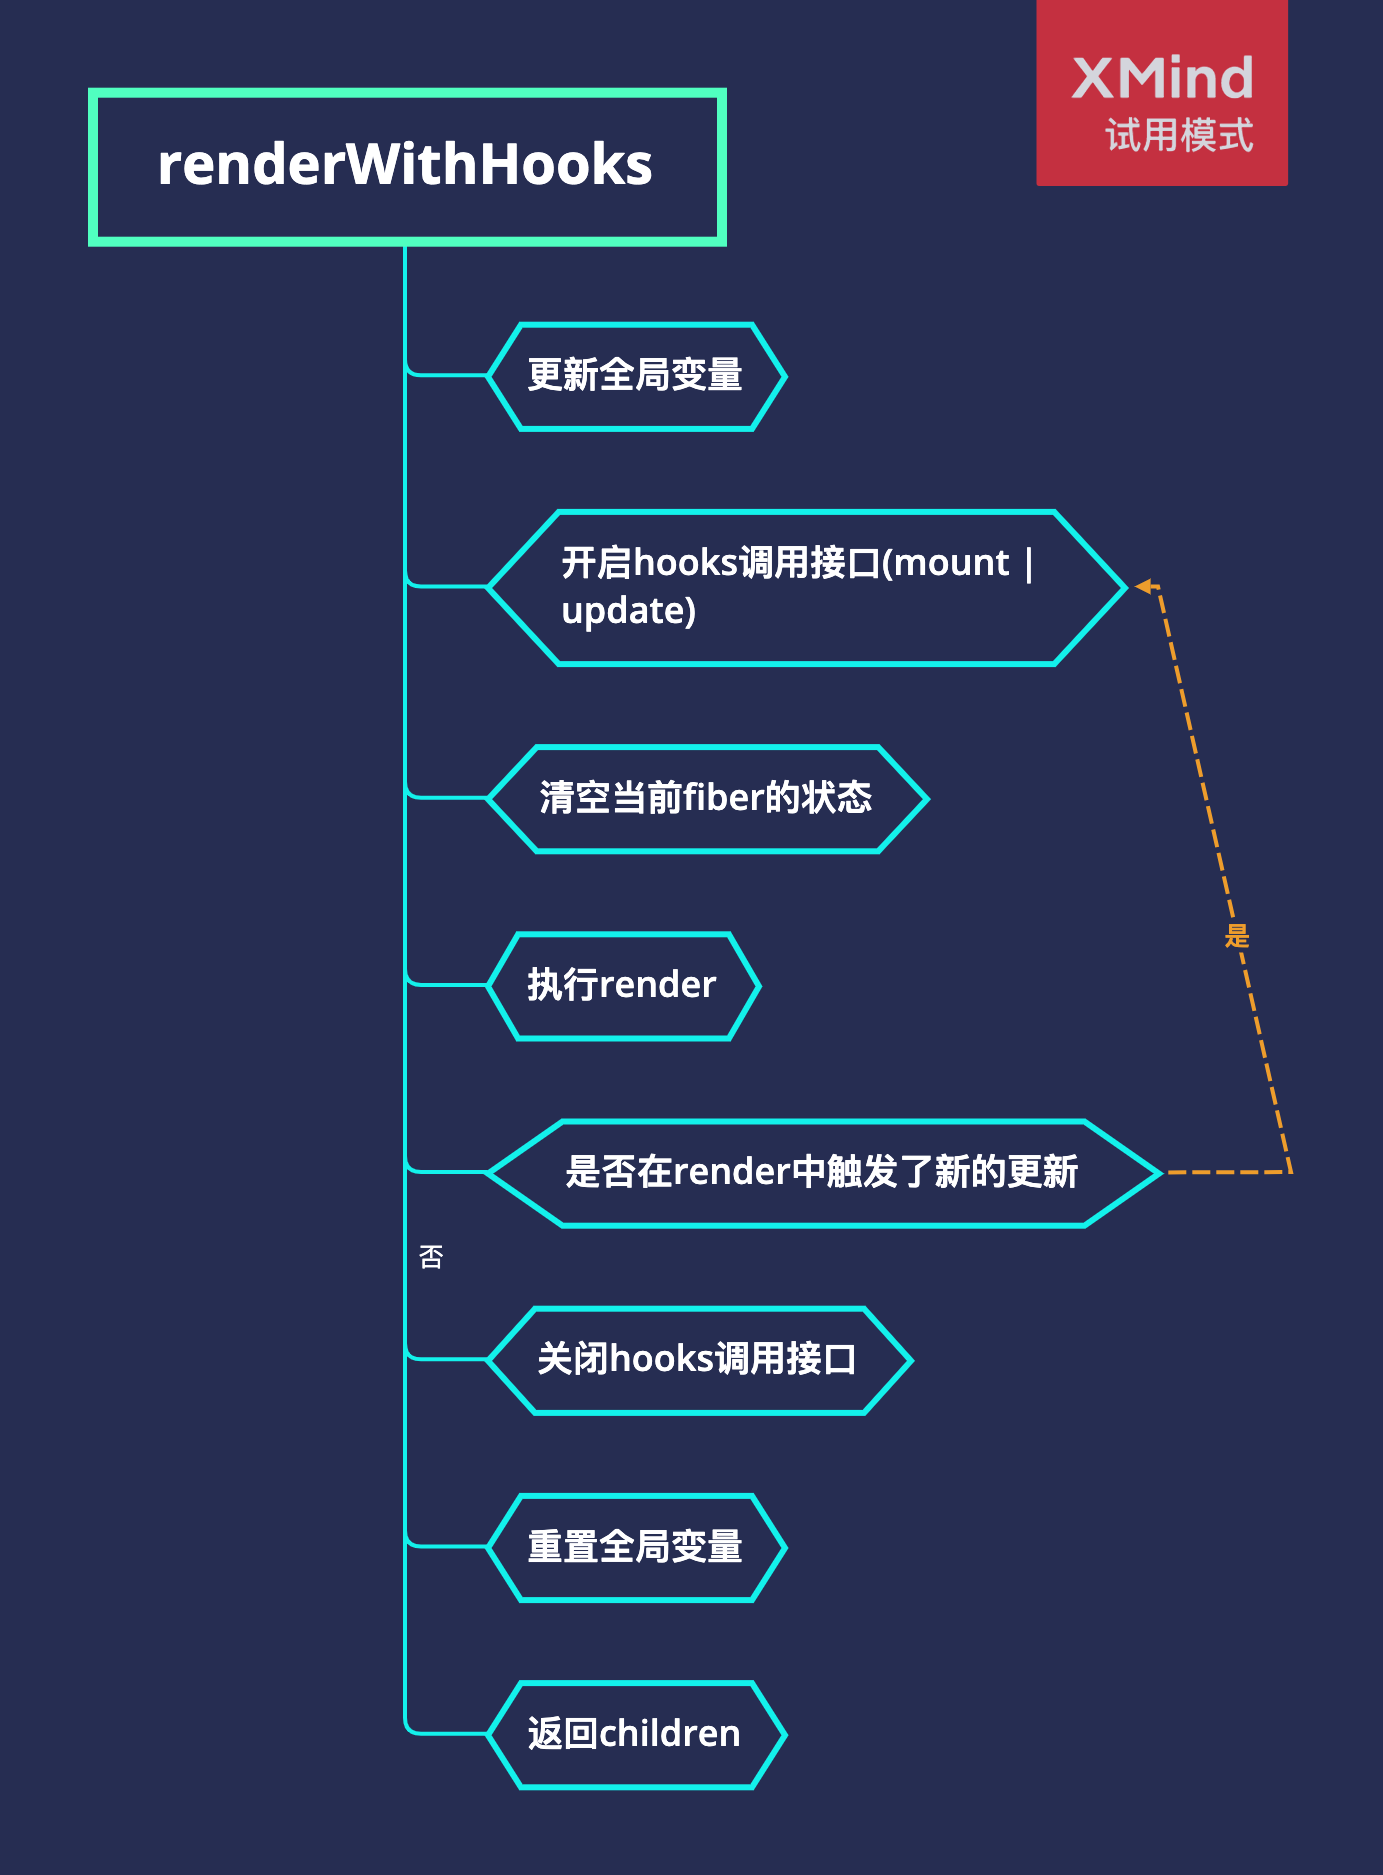 XMind
试用模式
renderWithHooks
更新全局变量
开启hooks调用接口(mount |
update)
清空当前fiber的状态
执行render
是
是否在render中触发了新的更新
否
关闭hooks调用接口
重置全局变量
返回children